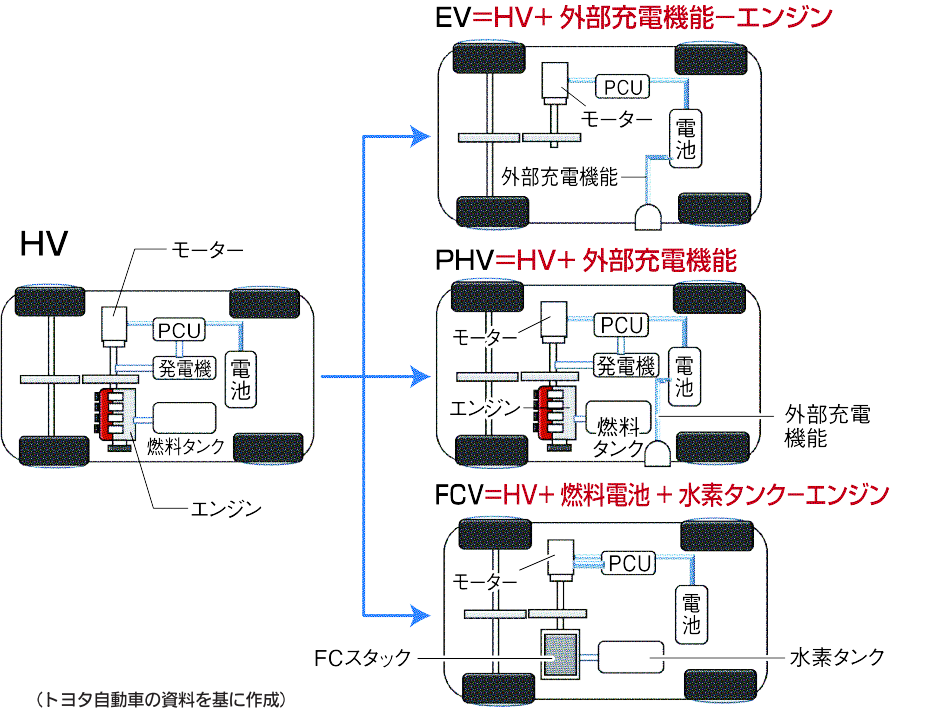 HV
モーター
PCU
発電機
電池
燃料タンク
エンジン
EV=HV+外部充電機能−エンジン
PCU
モーター
電池
外部充電機能
PHV=HV+外部充電機能
モーター
PCU
発電機
電池
エンジン
燃料
タンク
外部充電
機能
FCV=HV+燃料電池+水素タンク−エンジン
モーター
PCU
電池
FCスタック
水素タンク
（トヨタ自動車の資料を基に作成）